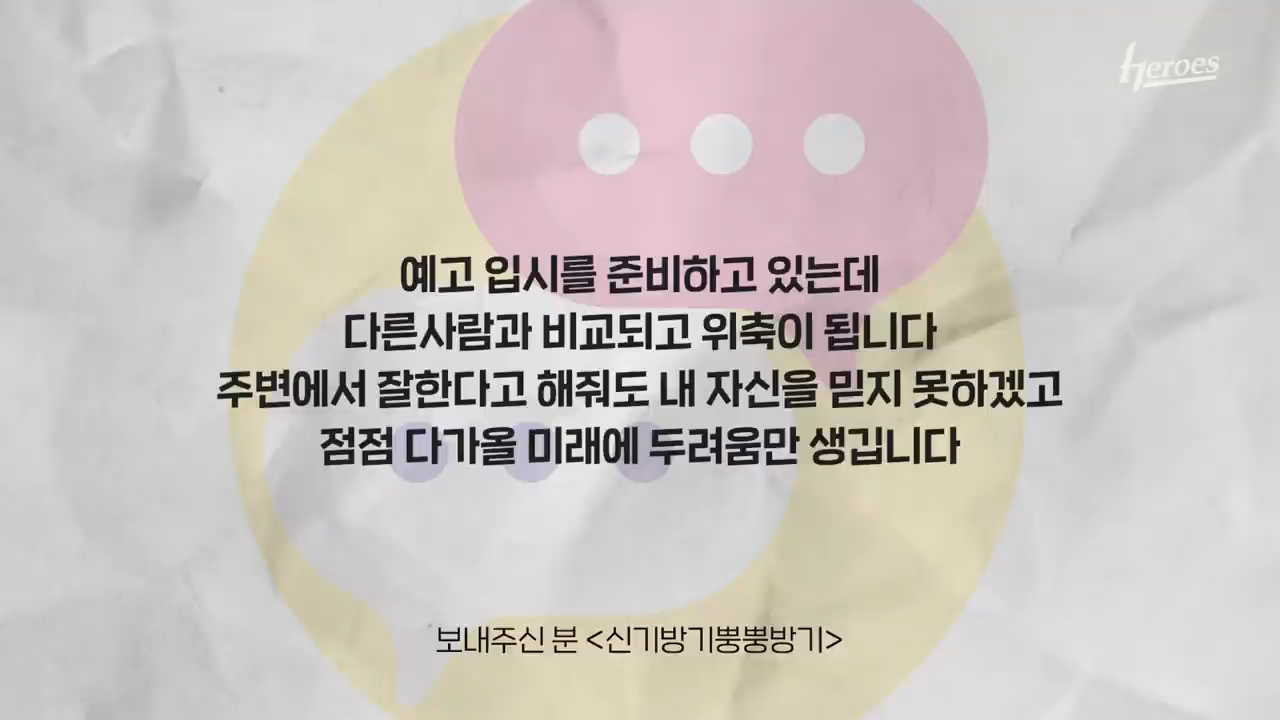 Heroes
예고 입시를 준비하고 있는데
다른사람과 비교되고 위축이 됩니다
주변에서 잘한다고 해줘도 내 자신을 믿지 못하겠고
점점 다가올 미래에 두려움만 생깁니다
보내주신 분 <신기방기뿡뿡방기>